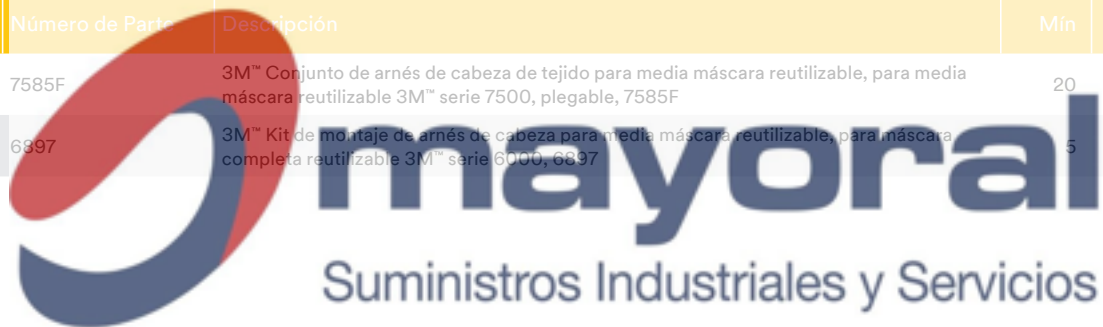 Número de Parte Descripción Mín
7585F 3M™ Conjunto de arnés de cabeza de tejido para media máscara reutilizable, para media 20
máscara reutilizable 3M™ serie 7500, plegable, 7585F
6897 3M™ Kit de montaje de arnés de cabeza para media máscara reutilizable, para máscara 5
completa reutilizable 3M™ serie 6000, 6897
mayoral
Suministros Industriales y Servicios